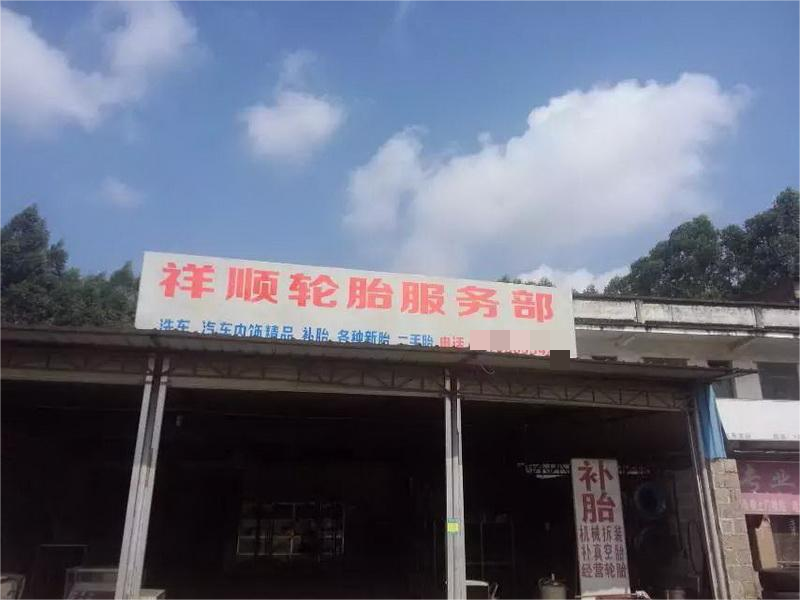 祥顺轮胎服务部
洗车 汽车内饰精品 补胎 各种新胎 二手胎 电话
补胎
机械拆装
补真空胎
经营轮胎
专业